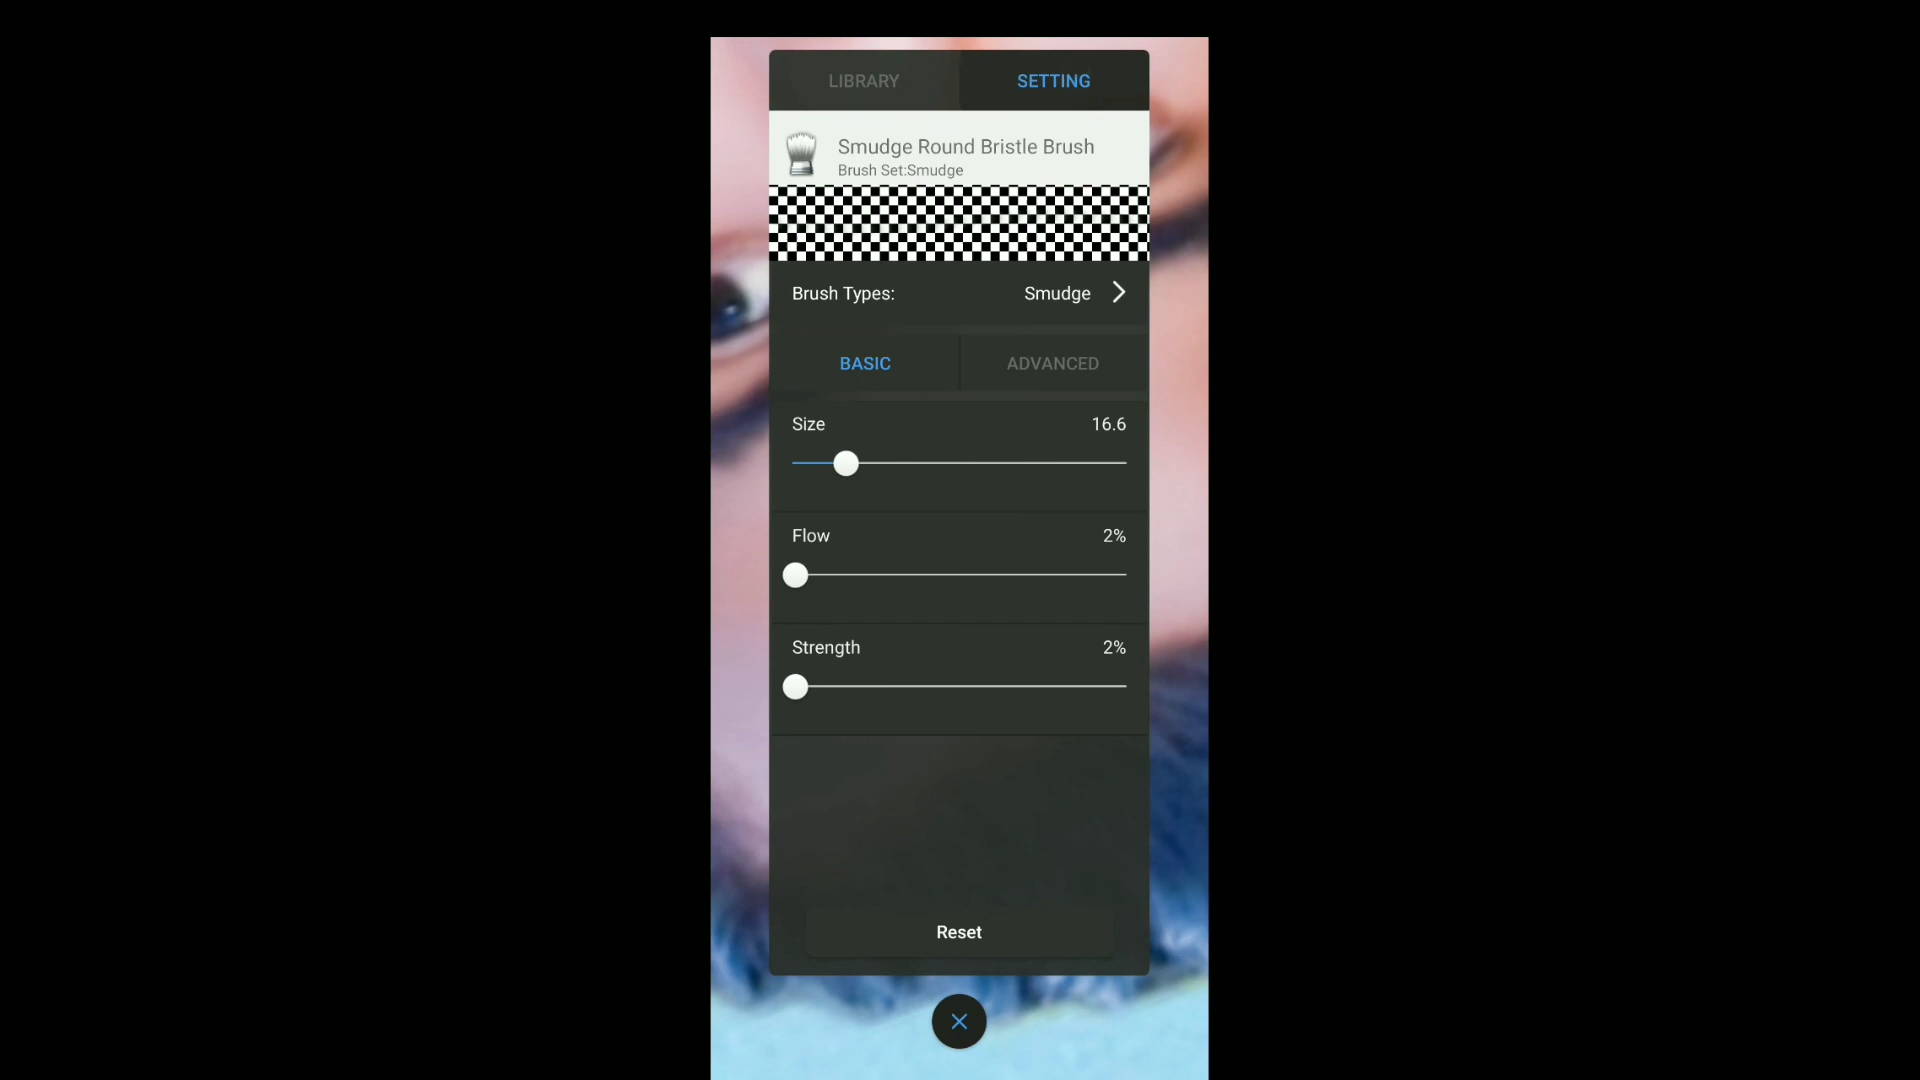 LIBRARY SETTING
Smudge Round Bristle Brush
Brush Set:Smudge
Brush Types: Smudge
BASIC ADVANCED
Size 16.6
Flow 2%
Strength 2%
Reset